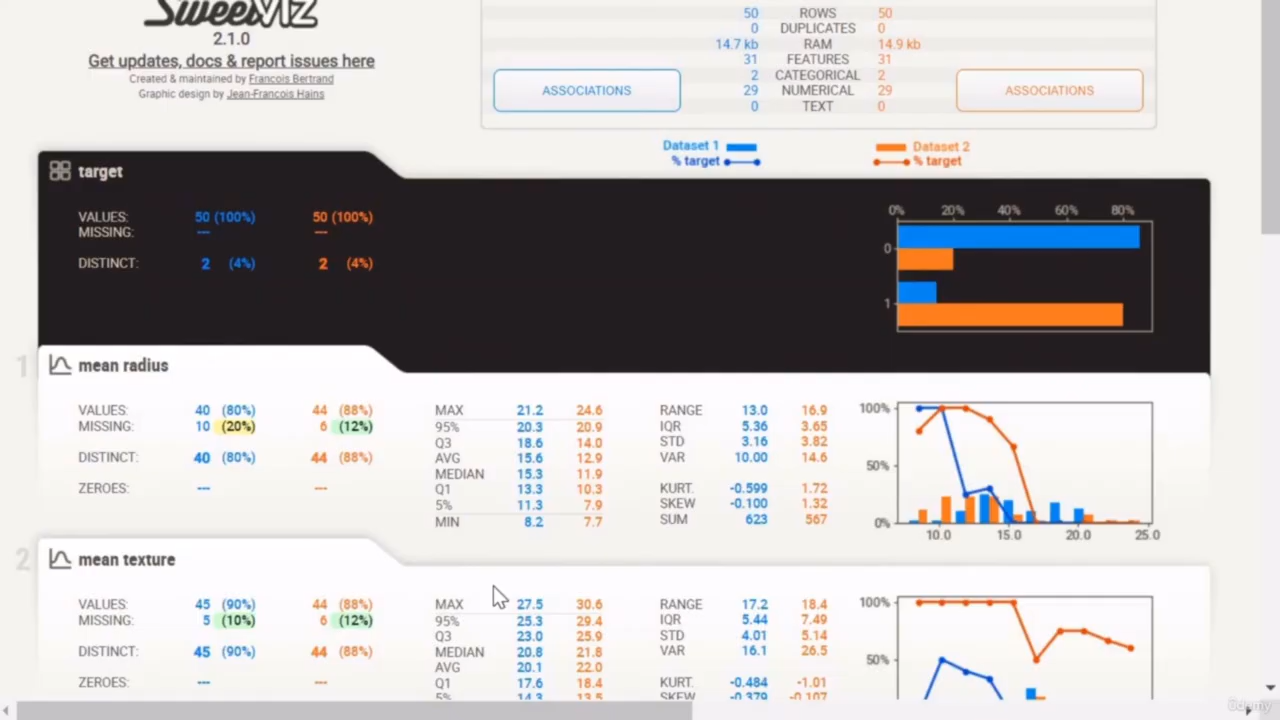 SweetVIZ
2.1.0
Get updates, docs & report issues here
Created & maintained by Francois Bertrand
Graphic design by Jean-Francois Hains
50 ROWS 50
0 DUPLICATES 0
14.7 kb RAM 14.9 kb
31 FEATURES 31
2 CATEGORICAL 2
29 NUMERICAL 29
0 TEXT 0
ASSOCIATIONS
ASSOCIATIONS
Dataset 1
% target
Dataset 2
% target
target
VALUES: 50 (100%) 50 (100%)
MISSING: --- ---
DISTINCT: 2 (4%) 2 (4%)
0% 20% 40% 60% 80%
0
1
1
mean radius
VALUES: 40 (80%) 44 (88%)
MISSING: 10 (20%) 6 (12%)
DISTINCT: 40 (80%) 44 (88%)
ZEROES: --- ---
MAX 21.2 24.6
95% 20.3 20.9
Q3 18.6 14.0
AVG 15.6 12.9
MEDIAN 15.3 11.9
Q1 13.3 10.3
5% 11.3 7.9
MIN 8.2 7.7
RANGE 13.0 16.9
IQR 5.36 3.65
STD 3.16 3.82
VAR 10.00 14.6
KURT. -0.599 1.72
SKEW -0.100 1.32
SUM 623 567
100%
50%
0%
10.0 15.0 20.0 25.0
2
mean texture
VALUES: 45 (90%) 44 (88%)
MISSING: 5 (10%) 6 (12%)
DISTINCT: 45 (90%) 44 (88%)
ZEROES: --- ---
MAX 27.5 30.6
95% 25.3 29.4
Q3 23.0 25.9
MEDIAN 20.8 21.8
AVG 20.1 22.0
Q1 17.6 18.4
5% 14.3 13.5
RANGE 17.2 18.4
IQR 5.44 7.49
STD 4.01 5.14
VAR 16.1 26.5
KURT. -0.484 -1.01
SKEW -0.379 -0.107
100%
50%
Udemy